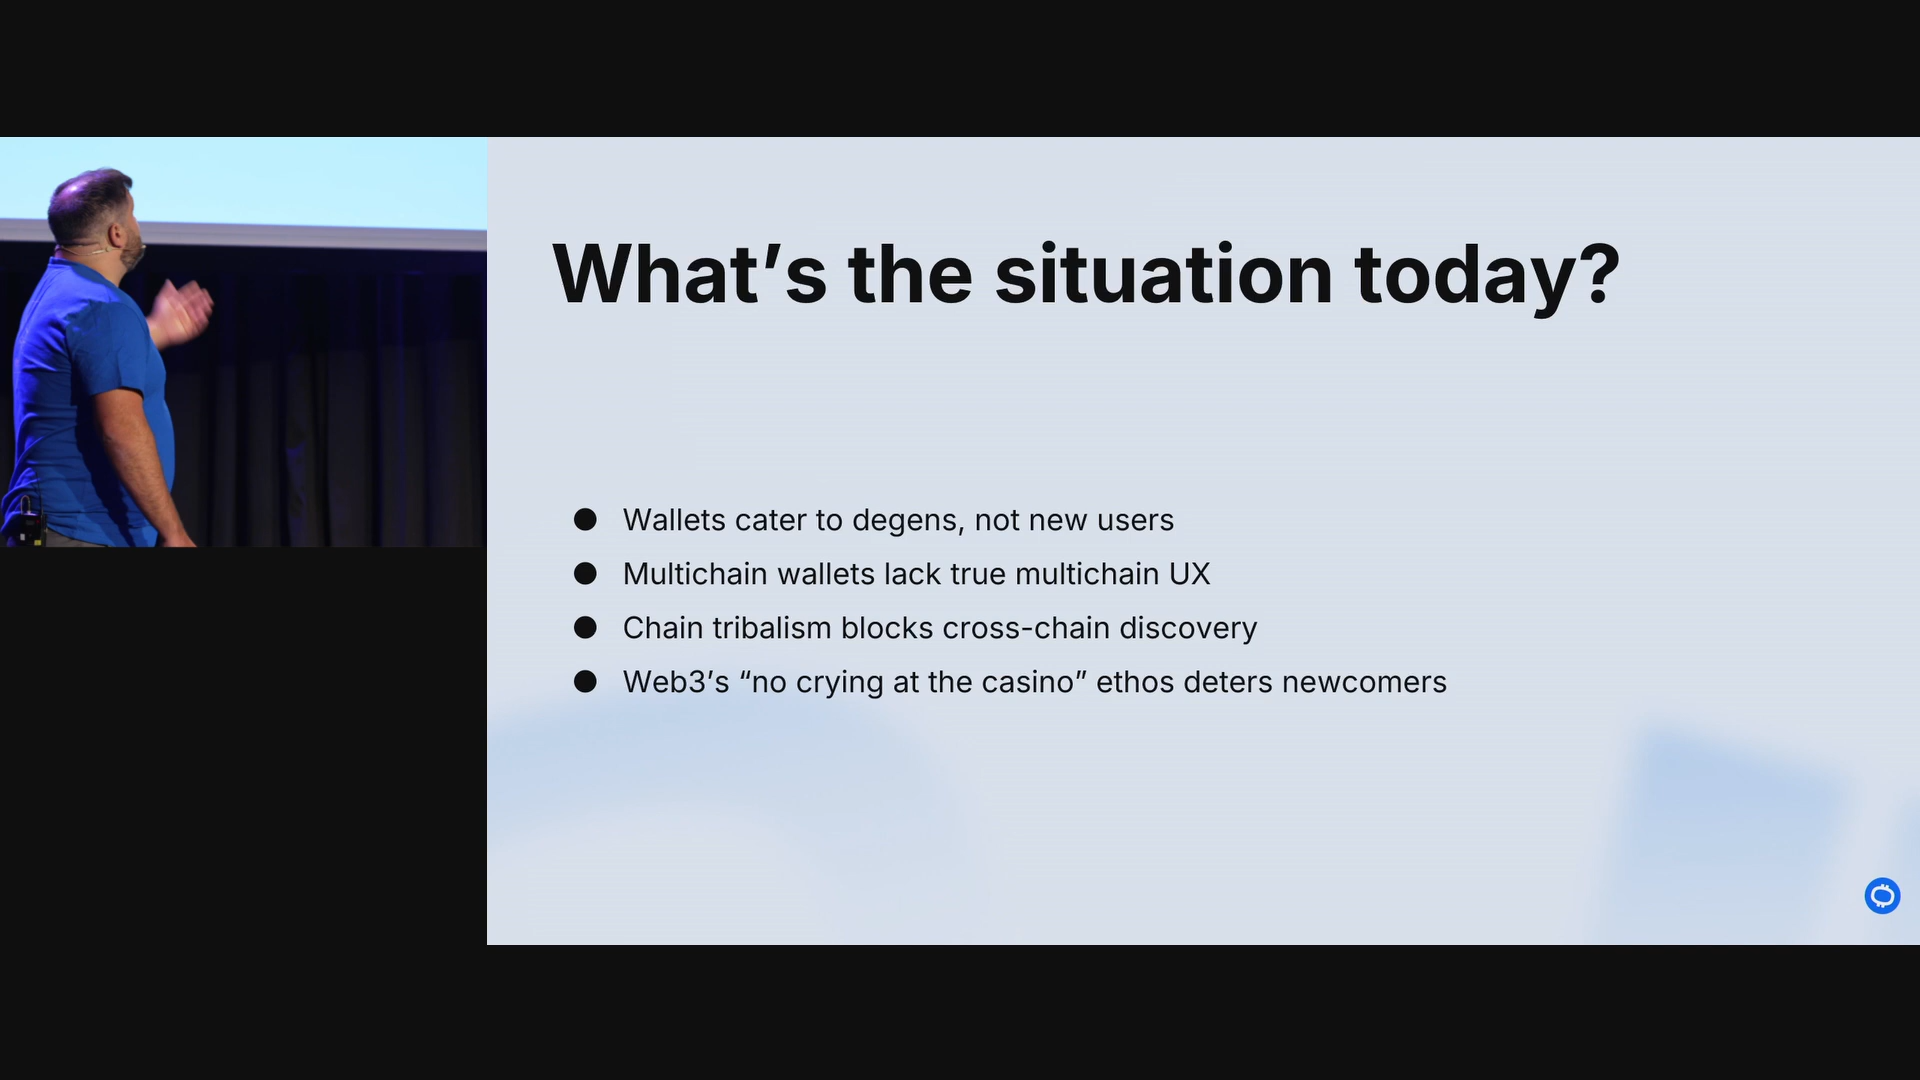 What’s the situation today?
● Wallets cater to degens, not new users
● Multichain wallets lack true multichain UX
● Chain tribalism blocks cross-chain discovery
● Web3’s “no crying at the casino” ethos deters newcomers